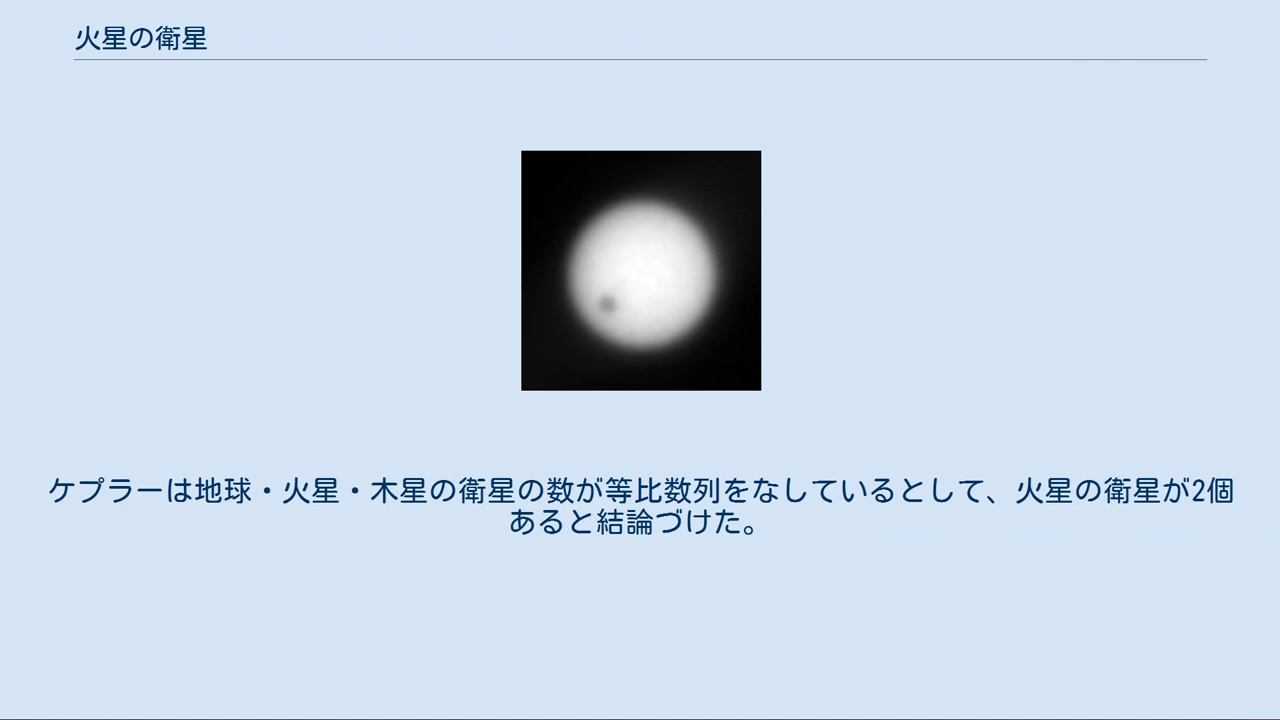 火星の衛星
ケプラーは地球・火星・木星の衛星の数が等比数列をなしているとして、火星の衛星が2個
あると結論づけた。